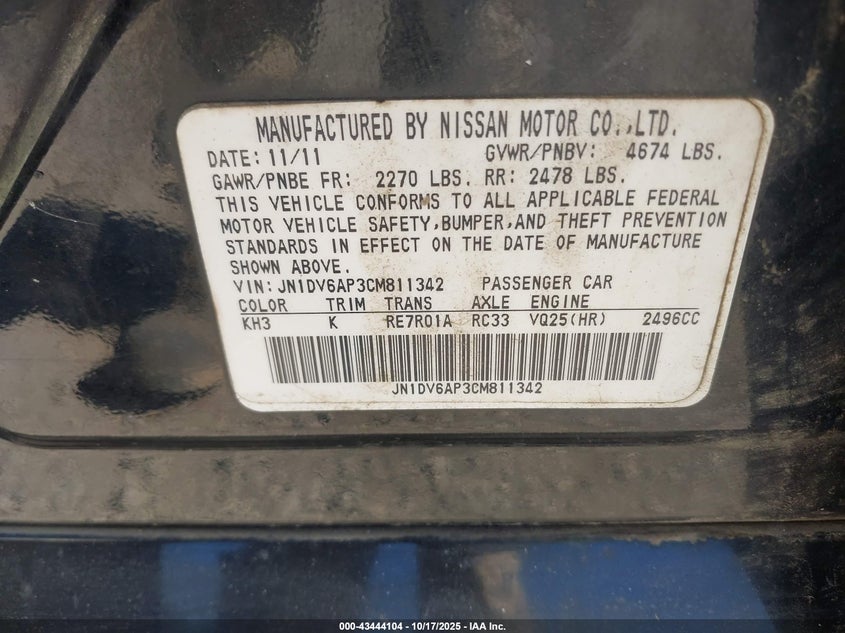 MANUFACTURED BY NISSAN MOTOR CO.,LTD.
DATE: 11/11 GVWR/PNBV: 4674 LBS.
GAWR/PNBE FR: 2270 LBS. RR: 2478 LBS.
THIS VEHICLE CONFORMS TO ALL APPLICABLE FEDERAL
MOTOR VEHICLE SAFETY,BUMPER,AND THEFT PREVENTION
STANDARDS IN EFFECT ON THE DATE OF MANUFACTURE
SHOWN ABOVE.
VIN: JN1DV6AP3CM811342 PASSENGER CAR
COLOR TRIM TRANS AXLE ENGINE
KH3 K RE7R01A RC33 VQ25(HR) 2496CC
JN1DV6AP3CM811342
000-43444104 - 10/17/2025 - IAA Inc.